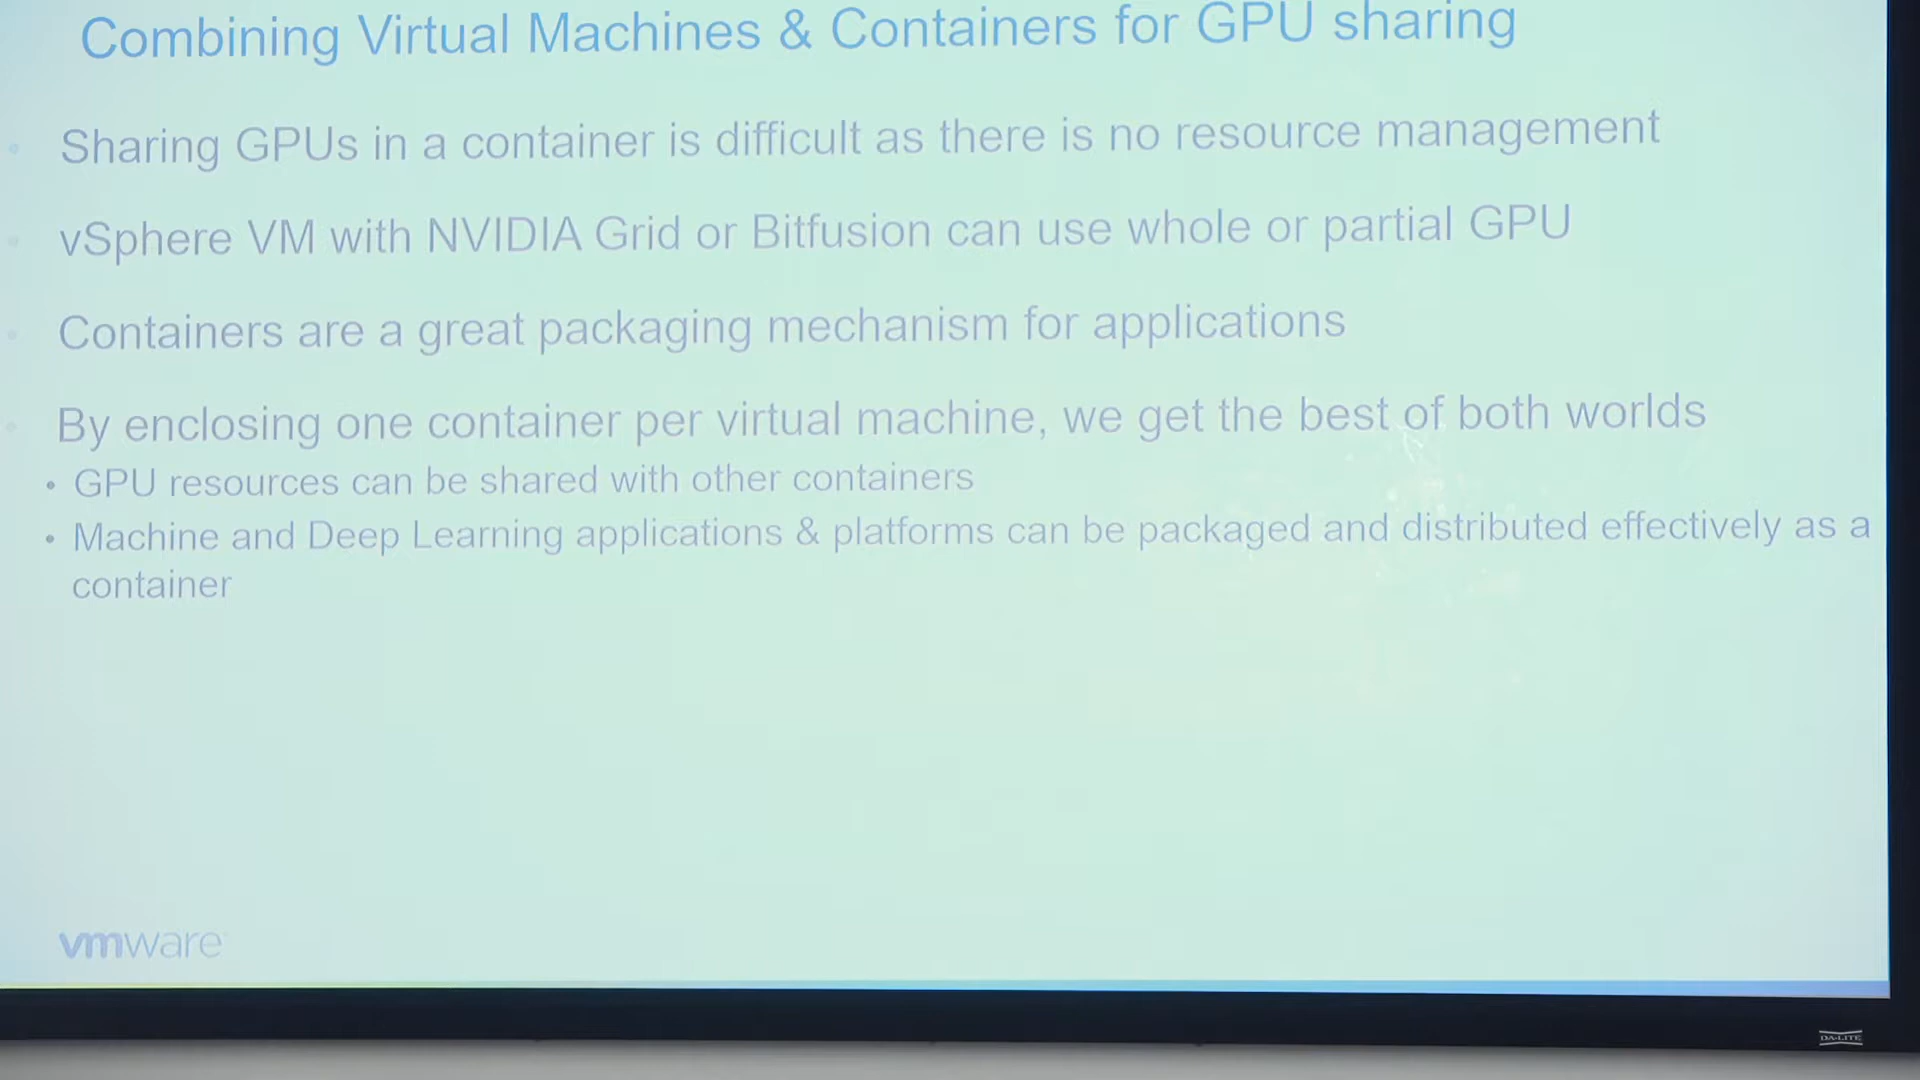 Combining Virtual Machines & Containers for GPU sharing
Sharing GPUs in a container is difficult as there is no resource management
vSphere VM with NVIDIA Grid or Bitfusion can use whole or partial GPU
Containers are a great packaging mechanism for applications
By enclosing one container per virtual machine, we get the best of both worlds
• GPU resources can be shared with other containers
• Machine and Deep Learning applications & platforms can be packaged and distributed effectively as a
container
vmware
DA-LITE